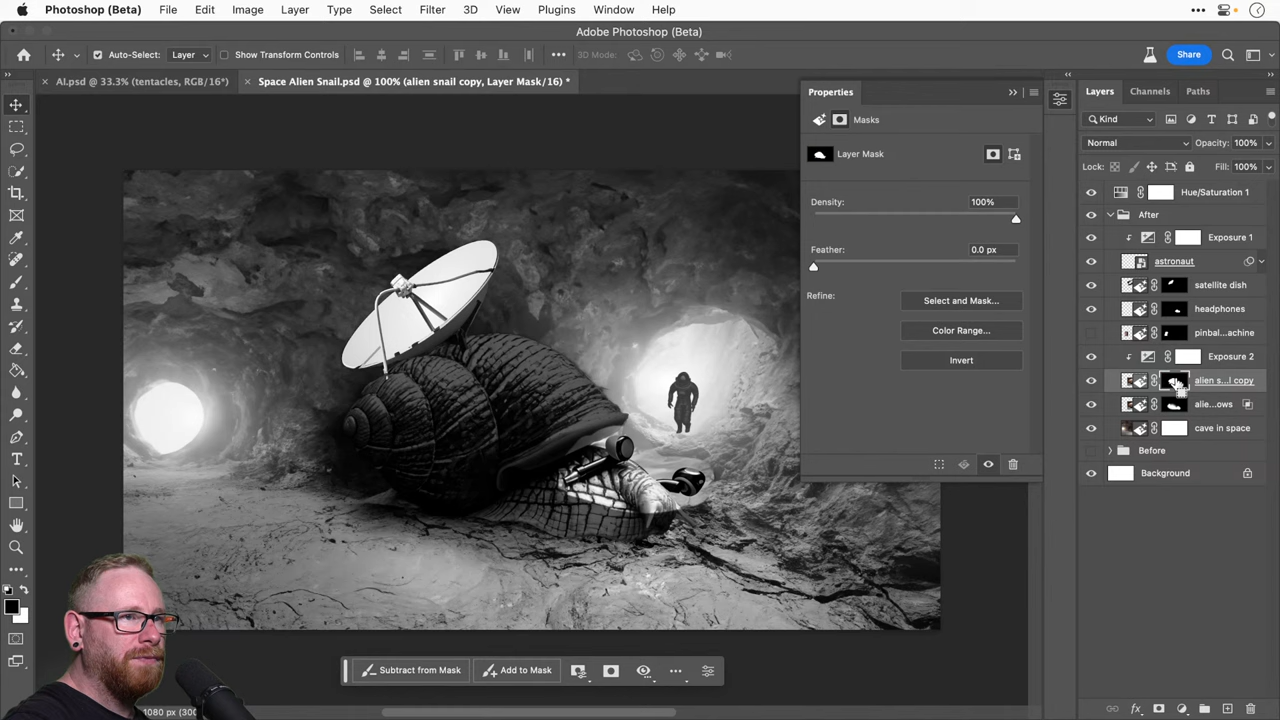 Photoshop (Beta) File Edit Image Layer Type Select Filter 3D View Plugins Window Help
Adobe Photoshop (Beta)
Auto-Select: Layer Show Transform Controls 3D Mode: Share
AI.psd @ 33.3% (tentacles, RGB/16*) Space Alien Snail.psd @ 100% (alien snail copy, Layer Mask/16) *
Properties
Masks
Layer Mask
Density: 100%
Feather: 0.0 px
Refine: Select and Mask...
Color Range...
Invert
Layers Channels Paths
Kind
Normal Opacity: 100%
Lock: Fill: 100%
Hue/Saturation 1
After
Exposure 1
astronaut
satellite dish
headphones
pinbal...achine
Exposure 2
alien s...l copy
alie...ows
cave in space
Before
Background
Subtract from Mask Add to Mask